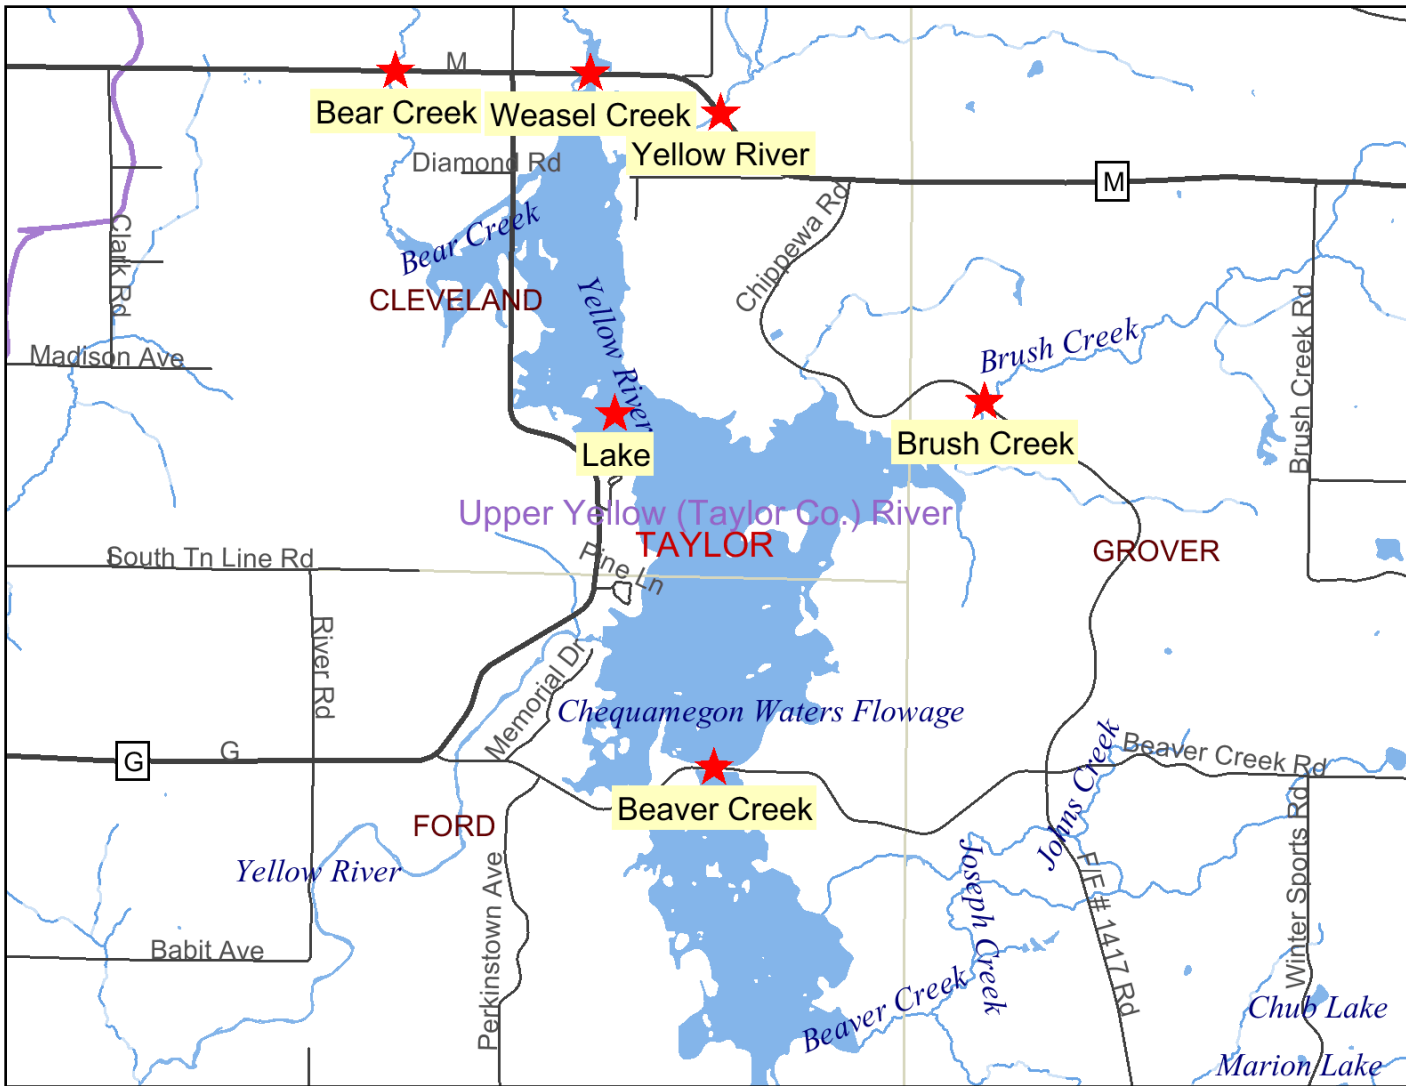 M
Bear Creek
Weasel Creek
Yellow River
Diamond Rd
M
Clark Rd
Bear Creek
Chippewa Rd
CLEVELAND
Yellow River
Brush Creek
Brush Creek Rd
Madison Ave
Lake
Brush Creek
Upper Yellow (Taylor Co.) River
TAYLOR
GROVER
South Tn Line Rd
Pine Ln
River Rd
Memorial Dr
Chequamegon Waters Flowage
G
G
Johns Creek
Beaver Creek Rd
Beaver Creek
FORD
Yellow River
Perkinstown Ave
Joseph Creek
P/F# 1417 Rd
Winter Sports Rd
Babit Ave
Beaver Creek
Chub Lake
Marion Lake